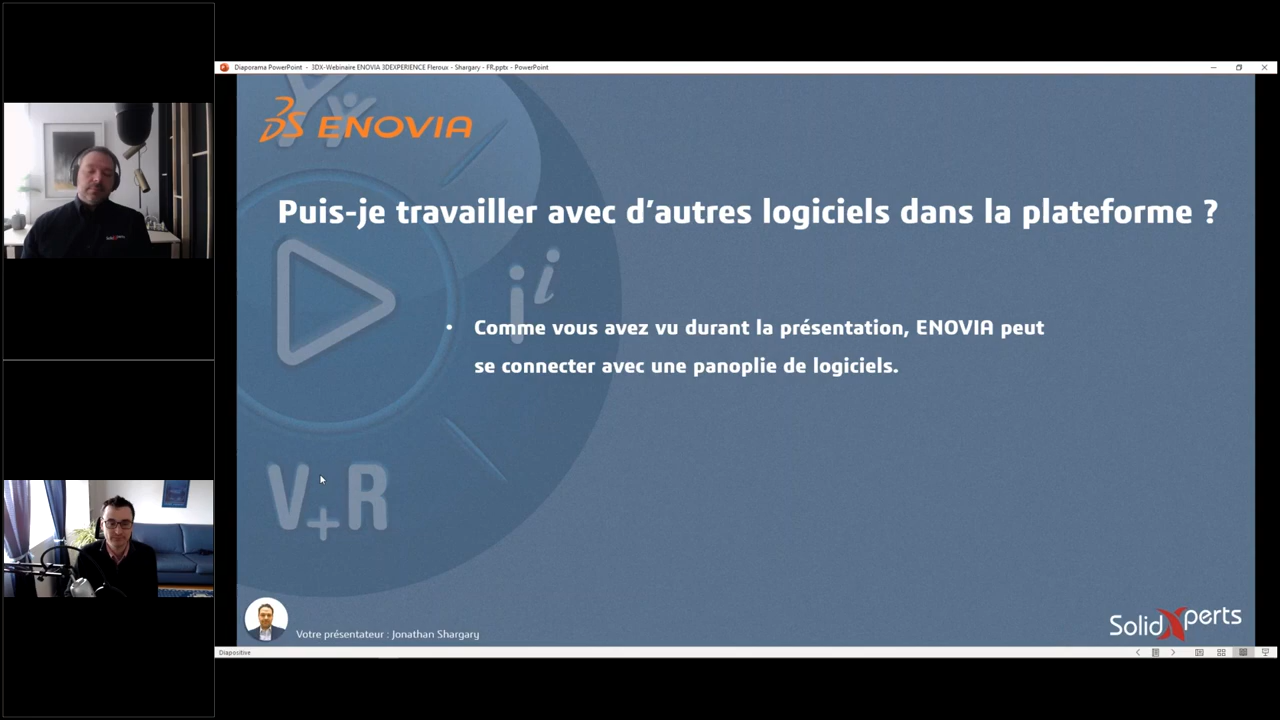 Diaporama PowerPoint - 3DX-Webinaire ENOVIA 3DEXPERIENCE Fleroux - Shargary - FR.pptx - PowerPoint
3DS ENOVIA
Puis-je travailler avec d’autres logiciels dans la plateforme ?
i i
• Comme vous avez vu durant la présentation, ENOVIA peut
se connecter avec une panoplie de logiciels.
V+R
Votre présentateur : Jonathan Shargary
SolidXperts
Diapositive